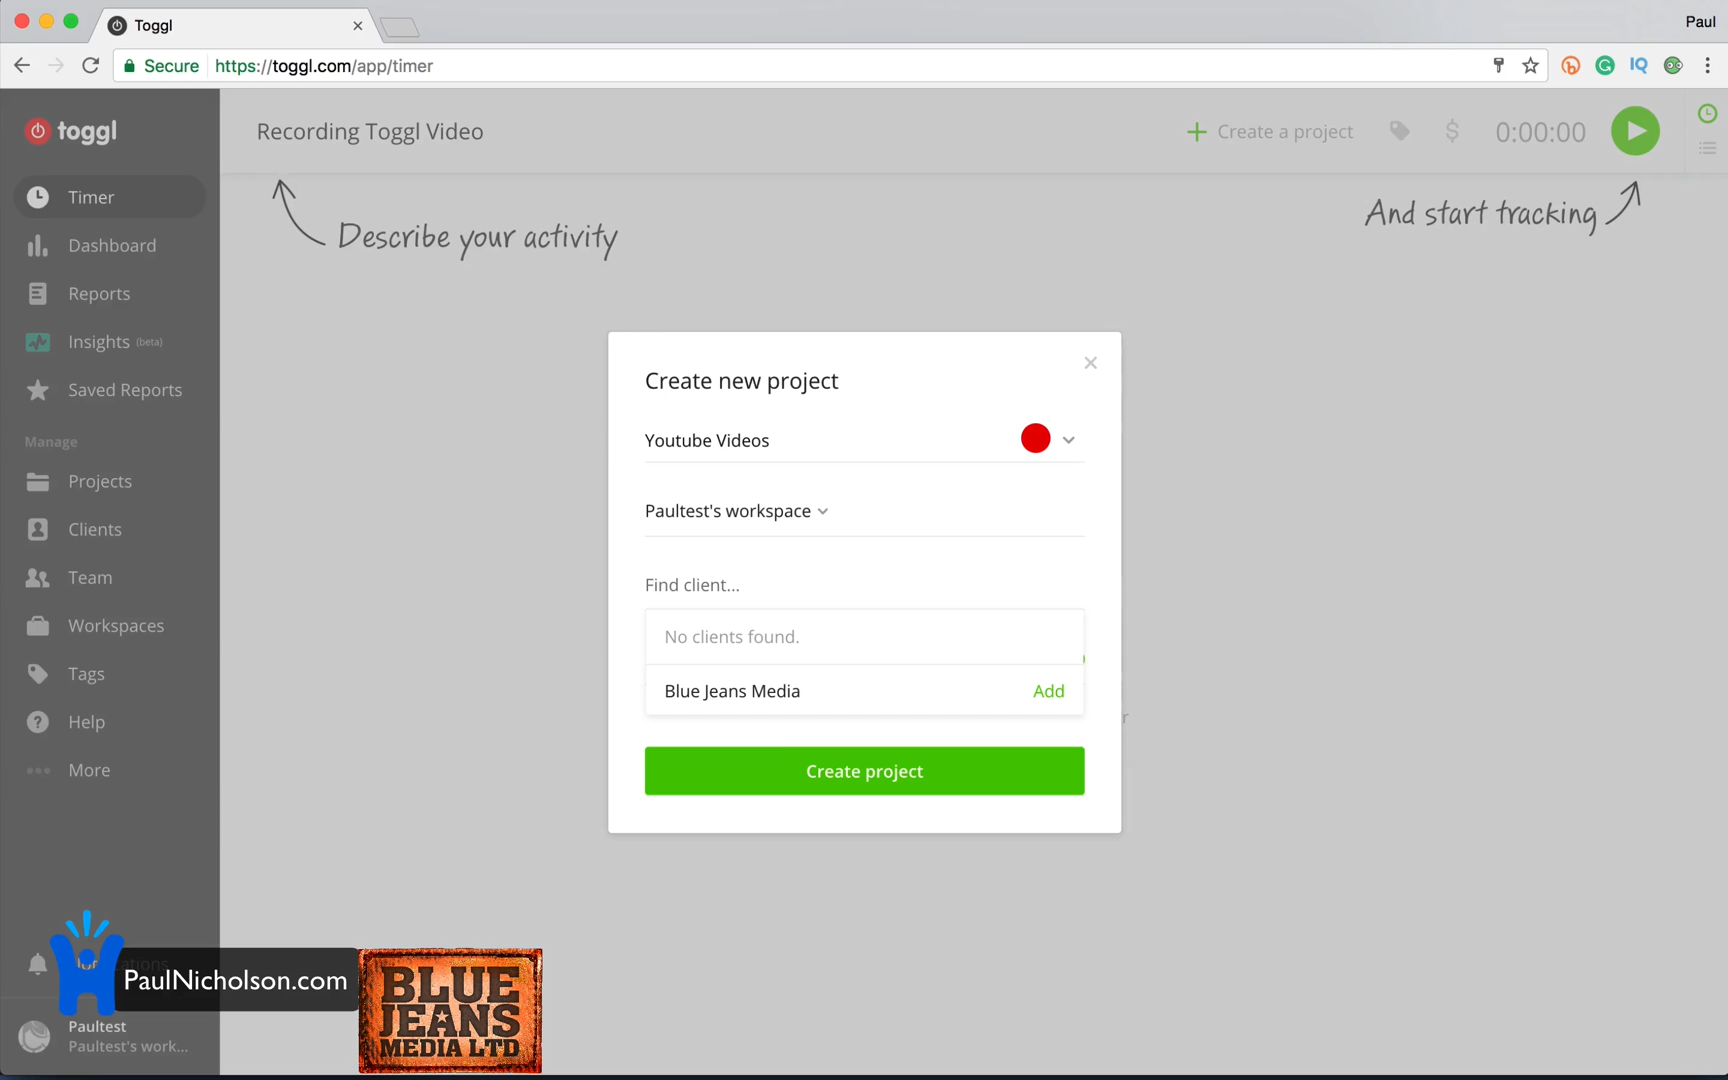 Toggl
Paul
Secure
https://toggl.com/app/timer
IQ
toggl
Recording Toggl Video
Create a project
$
0:00:00
Describe your activity
And start tracking
Timer
Dashboard
Reports
Insights (beta)
Saved Reports
Manage
Projects
Clients
Team
Workspaces
Tags
Help
More
Create new project
Youtube Videos
Paultest's workspace
Find client...
No clients found.
Blue Jeans Media
Add
Create project
PaulNicholson.com
BLUE
JEANS
MEDIA LTD
Paultest
Paultest's work...